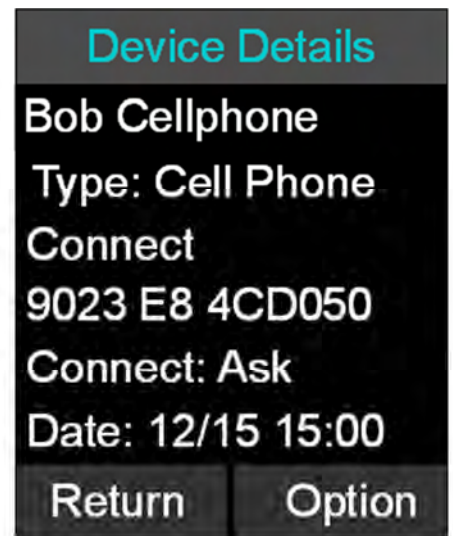 Device Details
Bob Cellphone
Type: Cell Phone
Connect
9023 E8 4CD050
Connect: Ask
Date: 12/15 15:00
Return Option